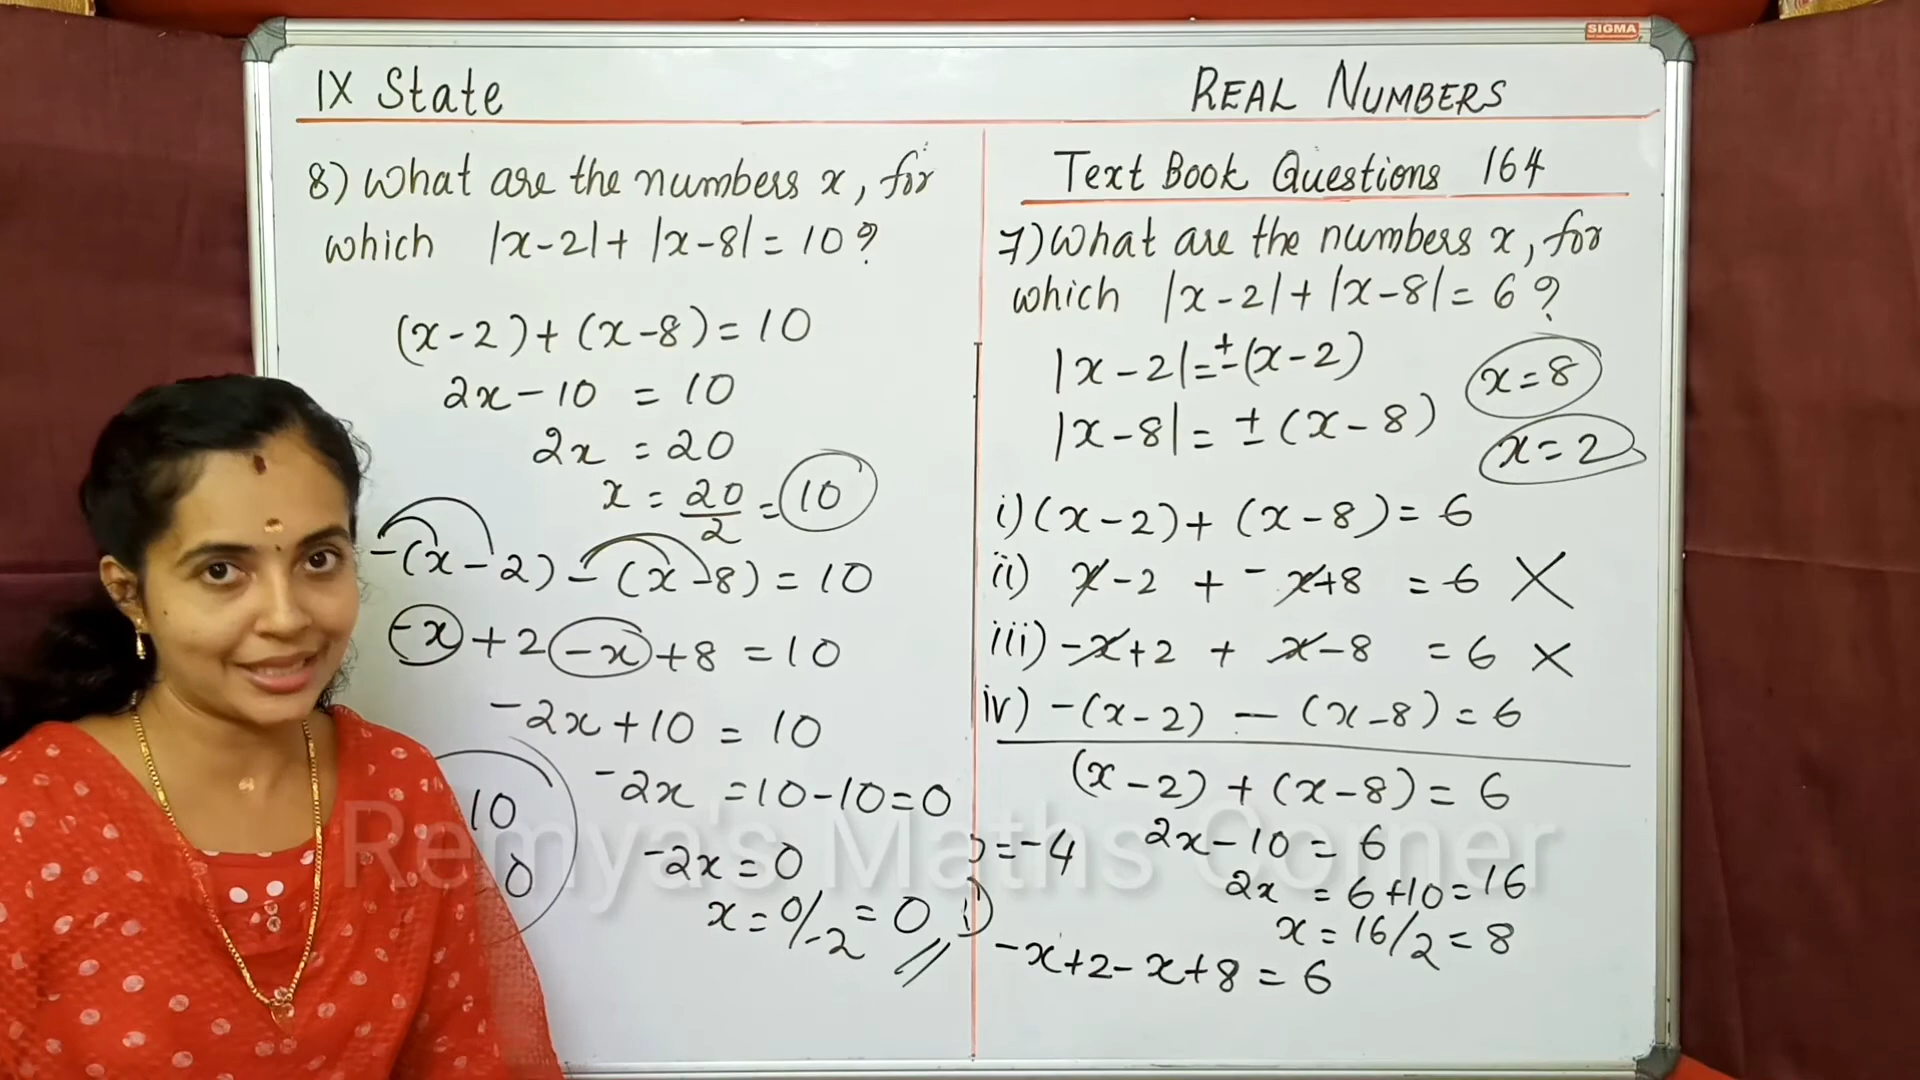 SIGMA
IX State
REAL NUMBERS
8) What are the numbers x, for
which |x-2|+ |x-8| = 10?
(x-2)+(x-8)=10
2x-10 = 10
2x = 20
x = 20/2 = 10
-(x-2)-(x-8)=10
-x+2-x+8 = 10
-2x+10 = 10
-2x = 10-10=0
-2x=0
x=0/-2=0
10
0
Text Book Questions 164
7) What are the numbers x, for
which |x-2|+|x-8|= 6?
|x-2|=±(x-2)
x=8
|x-8|= ±(x-8)
x=2
i) (x-2)+ (x-8)= 6
ii) x-2 + -x+8 = 6 X
iii) -x+2 + x-8 = 6 X
iv) -(x-2) - (x-8)=6
(x-2)+(x-8)= 6
=-4
2x-10 = 6
2x = 6+10=16
x = 16/2 = 8
-x+2-x+8 = 6
Remya's Maths Corner